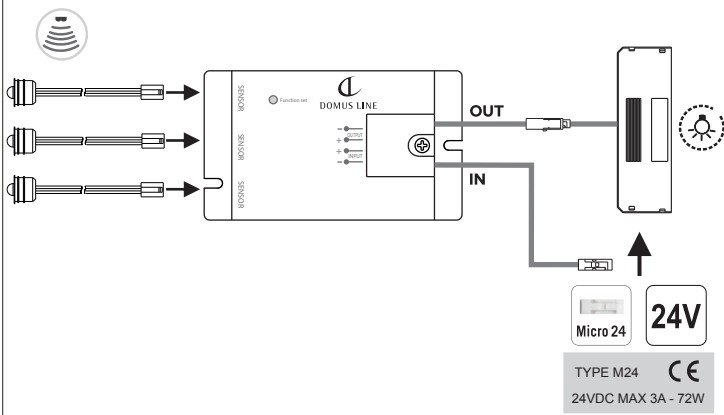 SENSOR
SENSOR
SENSOR
Function set
DOMUS LINE
− OUTPUT +
+ INPUT −
OUT
IN
Micro 24
24V
TYPE M24 CE
24VDC MAX 3A - 72W